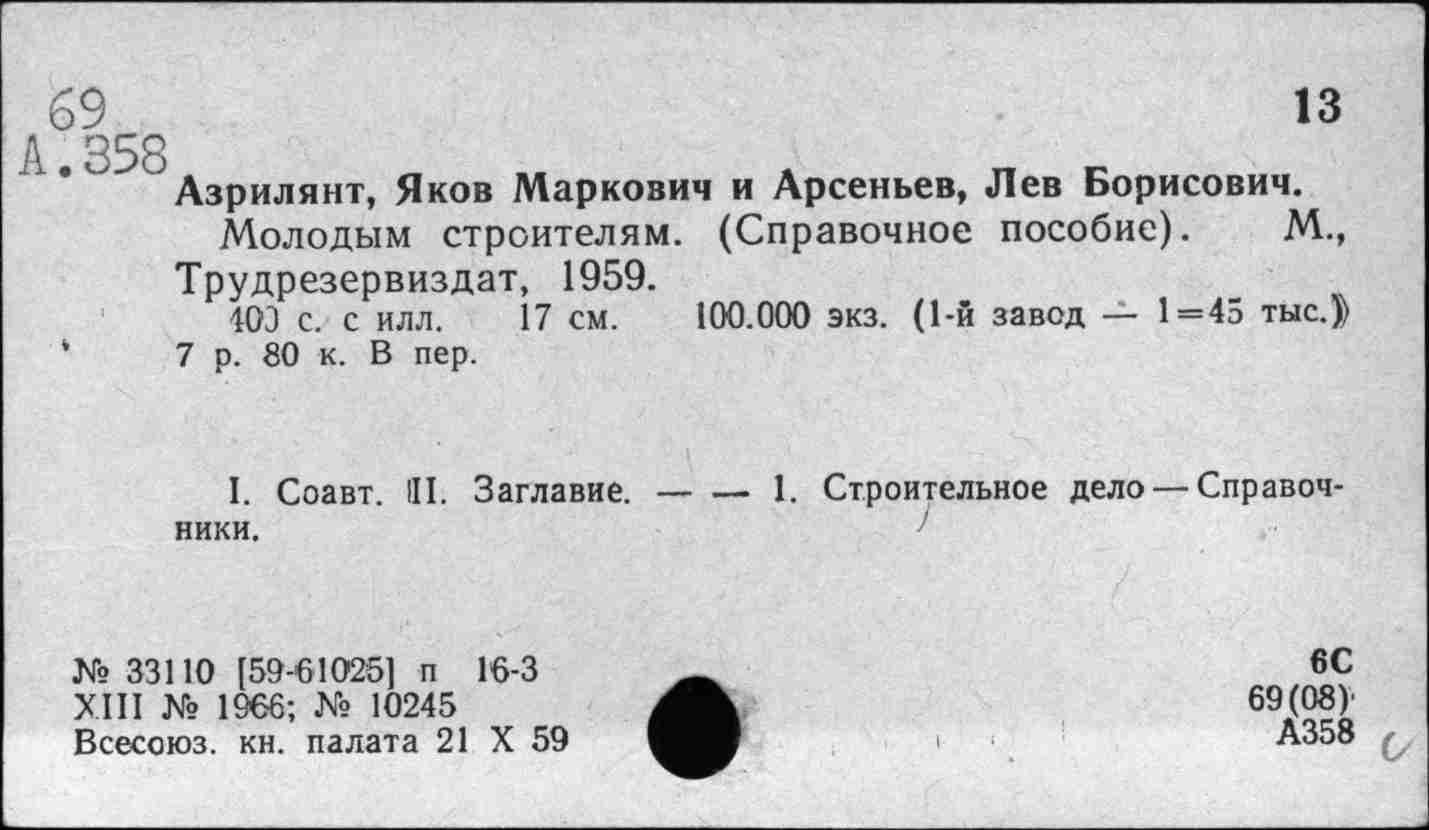 69
А.358
13
Азрилянт, Яков Маркович и Арсеньев, Лев Борисович.
Молодым строителям. (Справочное пособие). М.,
Трудрезервиздат, 1959.
400 с. с илл. 17 см. 100.000 экз. (1-й завод — 1=45 тыс.)
7 р. 80 к. В пер.
I. Соавт. II. Заглавие. — — 1. Строительное дело — Справоч-
ники.
№ 33110 [59-61025] п 16-3
XIII № 1966; № 10245
Всесоюз. кн. палата 21 X 59
6С
69(08)
А358